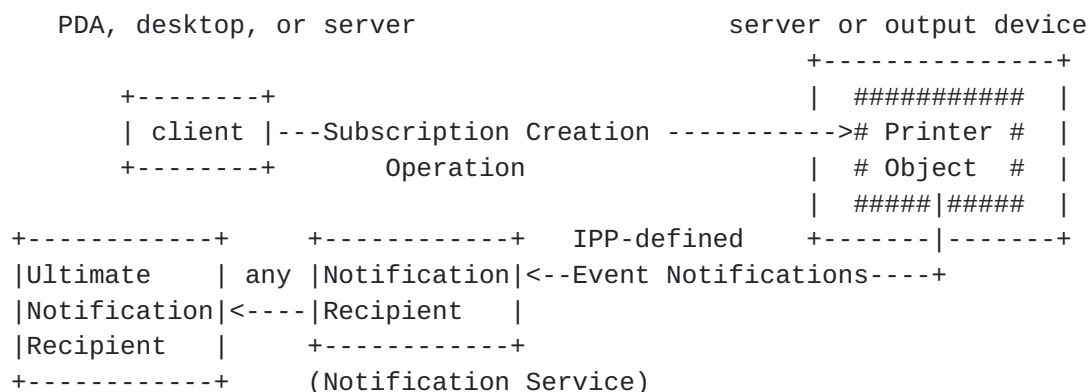 PDA, desktop, or server                    server or output device
                                                 +---------------+
       +--------+                                |  ###########  |
       | client |---Subscription Creation -----------># Printer #  |
       +--------+       Operation                |  # Object  #  |
                                                 |  #####|#####  |
+------------+     +------------+   IPP-defined    +-------|-------+
|Ultimate    | any |Notification|<--Event Notifications----+
|Notification|<----|Recipient   |
|Recipient   |     +------------+
+------------+     (Notification Service)